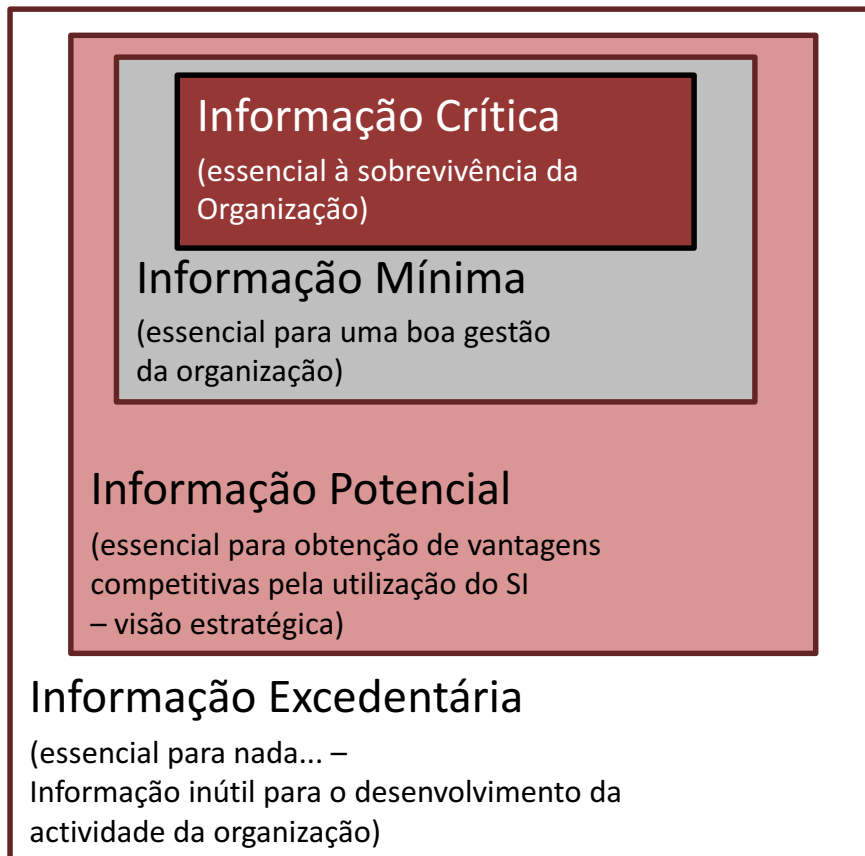 Informação Crítica
(essencial à sobrevivência da
Organização)
Informação Mínima
(essencial para uma boa gestão
da organização)
Informação Potencial
(essencial para obtenção de vantagens
competitivas pela utilização do SI
– visão estratégica)
Informação Excedentária
(essencial para nada... –
Informação inútil para o desenvolvimento da
actividade da organização)